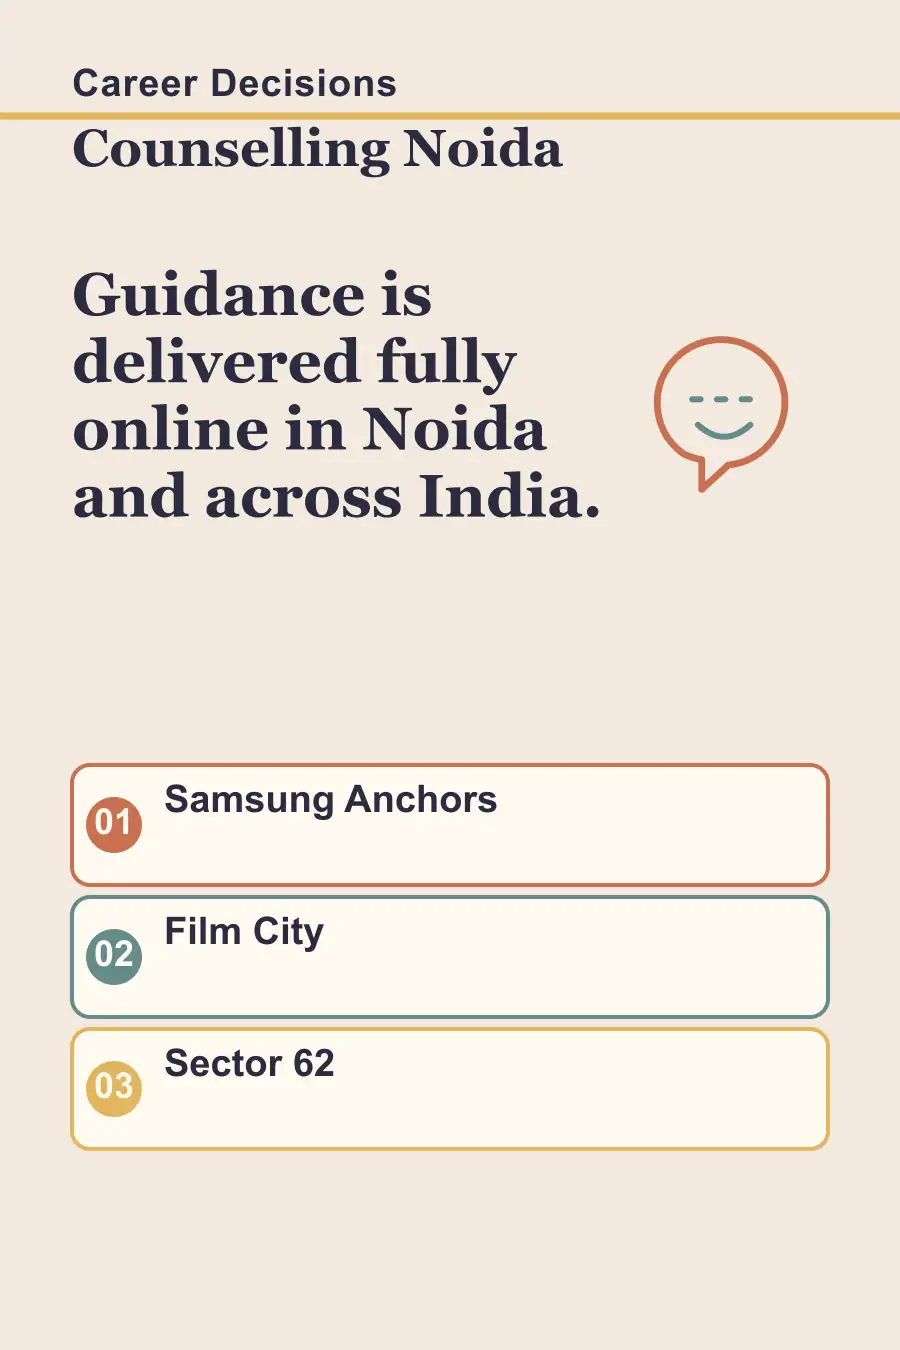 Career Decisions
Counselling Noida
Guidance is
delivered fully
online in Noida
and across India.
01 Samsung Anchors
02 Film City
03 Sector 62